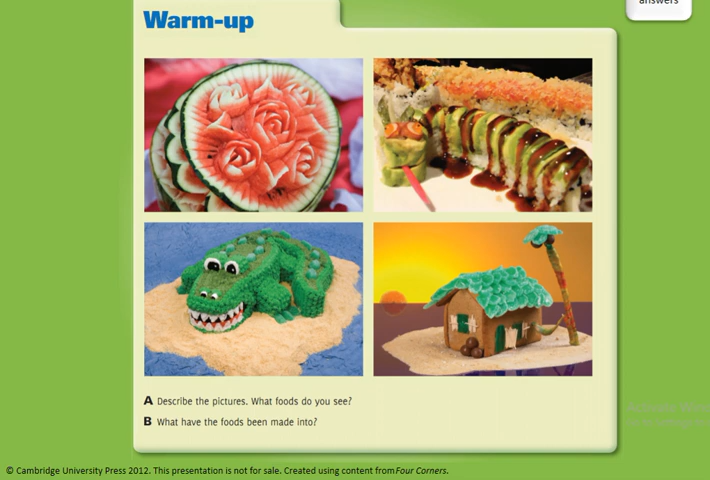 answers
Warm-up
A Describe the pictures. What foods do you see?
B What have the foods been made into?
© Cambridge University Press 2012. This presentation is not for sale. Created using content from Four Corners.